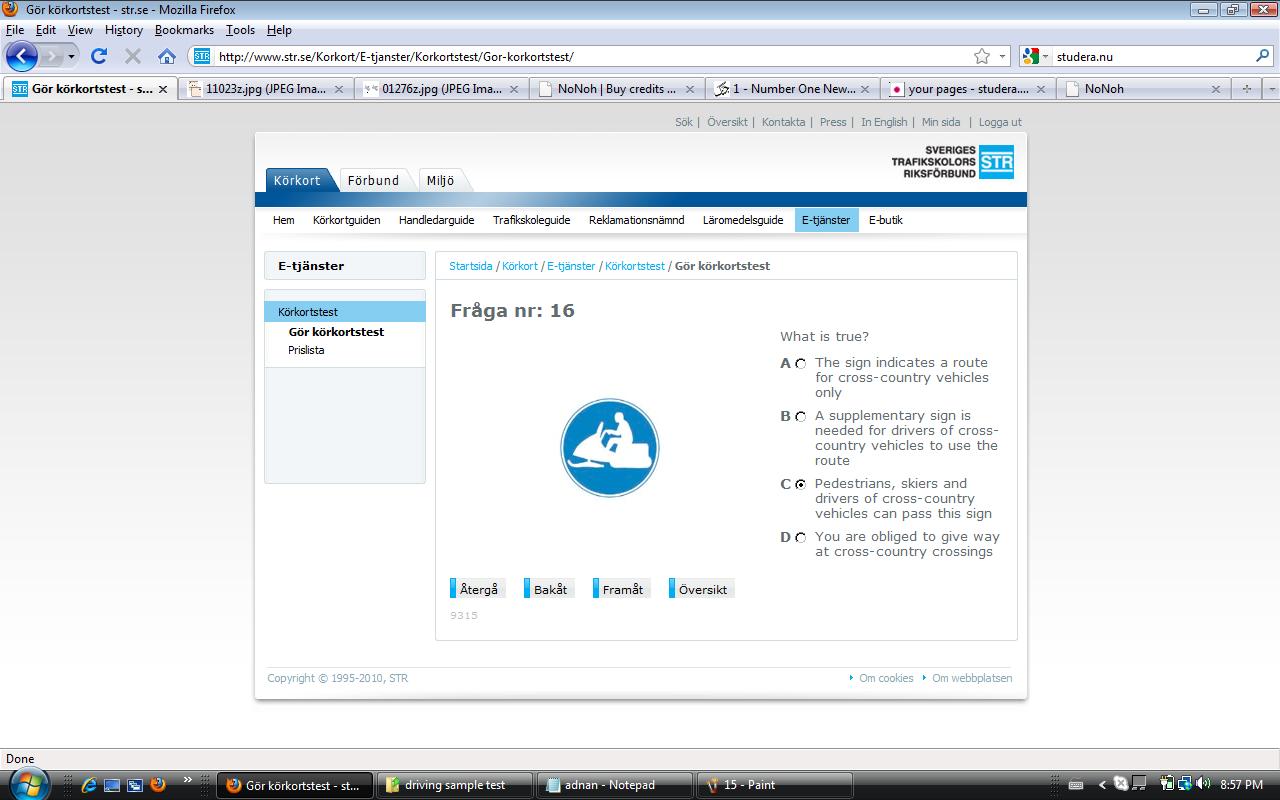 Gör körkortstest - str.se - Mozilla Firefox
File Edit View History Bookmarks Tools Help
http://www.str.se/Korkort/E-tjanster/Korkortstest/Gor-korkortstest/
studera.nu
Gör körkortstest - s...
11023z.jpg (JPEG Ima...
01276z.jpg (JPEG Ima...
NoNoh | Buy credits ...
1 - Number One New...
your pages - studera....
NoNoh
Sök | Översikt | Kontakta | Press | In English | Min sida | Logga ut
SVERIGES
TRAFIKSKOLORS
RIKSFÖRBUND
STR
Körkort Förbund Miljö
Hem Körkortguiden Handledarguide Trafikskoleguide Reklamationsnämnd Läromedelsguide E-tjänster E-butik
E-tjänster
Körkortstest
Gör körkortstest
Prislista
Startsida / Körkort / E-tjänster / Körkortstest / Gör körkortstest
Fråga nr: 16
What is true?
A The sign indicates a route
for cross-country vehicles
only
B A supplementary sign is
needed for drivers of cross-
country vehicles to use the
route
C Pedestrians, skiers and
drivers of cross-country
vehicles can pass this sign
D You are obliged to give way
at cross-country crossings
Återgå Bakåt Framåt Översikt
9315
Copyright © 1995-2010, STR
Om cookies Om webbplatsen
Done
Gör körkortstest - st...
driving sample test
adnan - Notepad
15 - Paint
8:57 PM